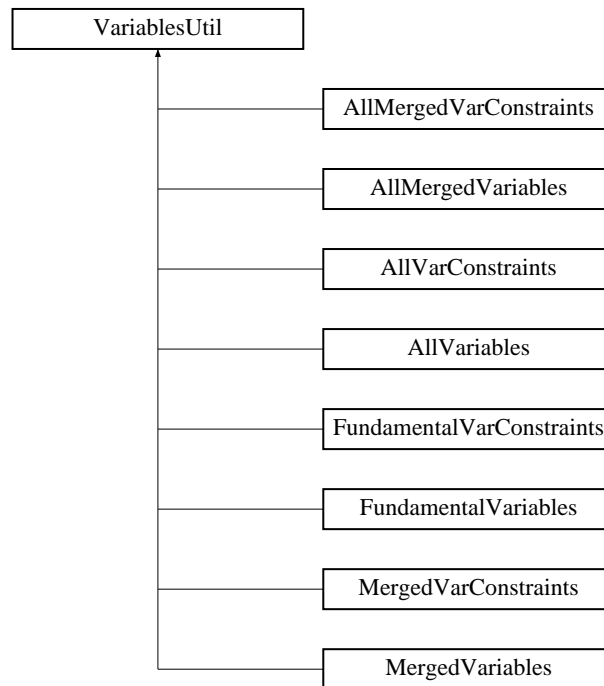 VariablesUtil
AllMergedVarConstraints
AllMergedVariables
AllVarConstraints
AllVariables
FundamentalVarConstraints
FundamentalVariables
MergedVarConstraints
MergedVariables